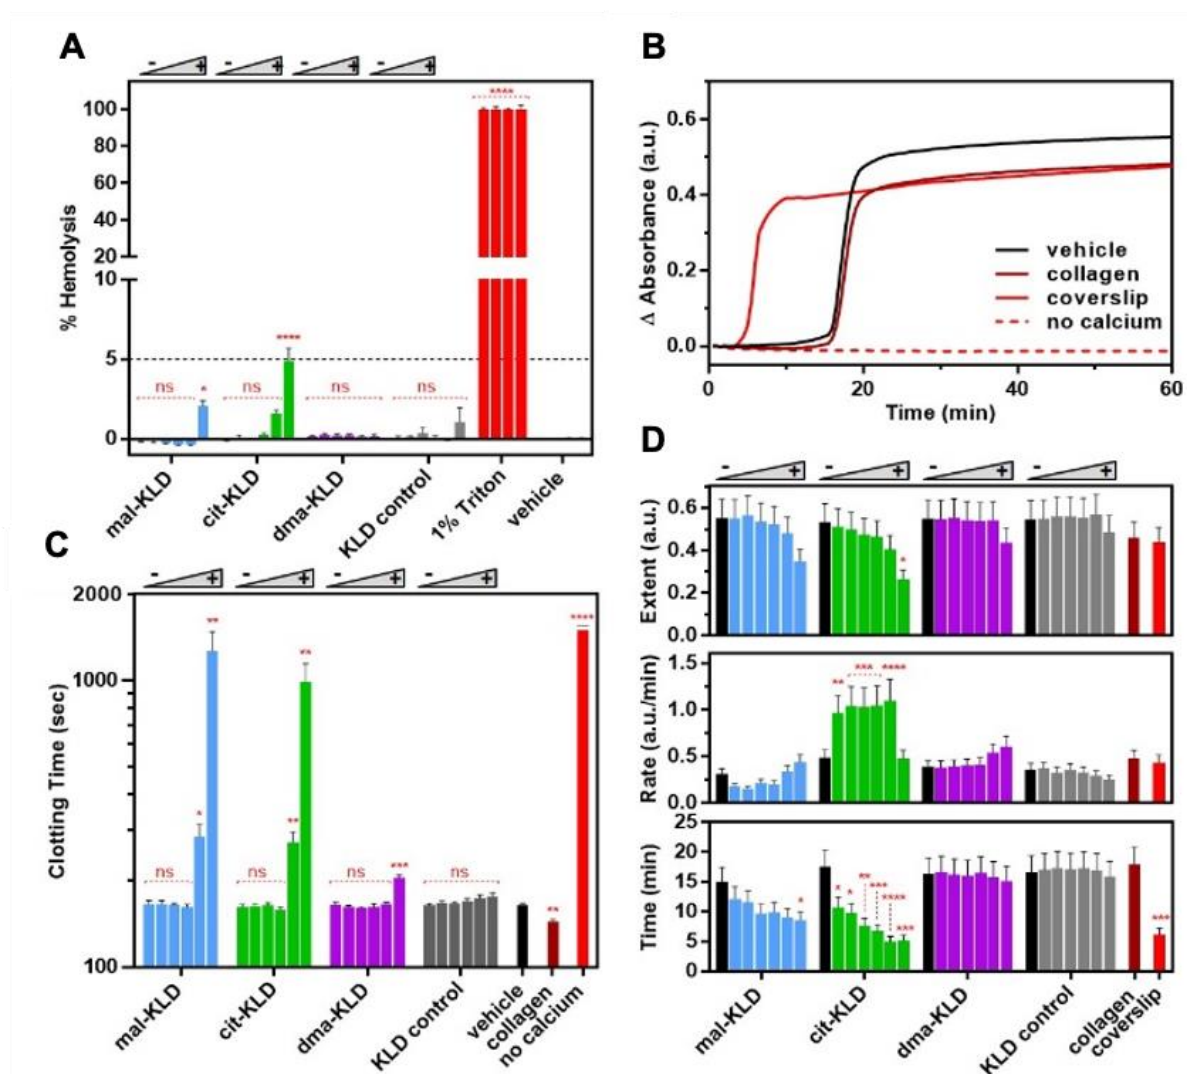 A
- + - + - + - +
****
100
80
60
40
20
10
5
0
% Hemolysis
ns * ns **** ns ns
mal-KLD
cit-KLD
dma-KLD
KLD control
1% Triton
vehicle
B
0.6
0.4
0.2
0.0
Δ Absorbance (a.u.)
vehicle
collagen
coverslip
no calcium
0 20 40 60
Time (min)
C
- + - + - + - +
2000
1000
100
Clotting Time (sec)
ns * ** ns ** ** ns *** ns ** ****
mal-KLD
cit-KLD
dma-KLD
KLD control
vehicle
collagen
no calcium
D
- + - + - + - +
0.6
0.4
0.2
0.0
Extent (a.u.)
*
1.5
1.0
0.5
0.0
Rate (a.u./min)
** *** ****
25
20
15
10
5
0
Time (min)
* * * ** *** **** *** ***
mal-KLD
cit-KLD
dma-KLD
KLD control
collagen
coverslip